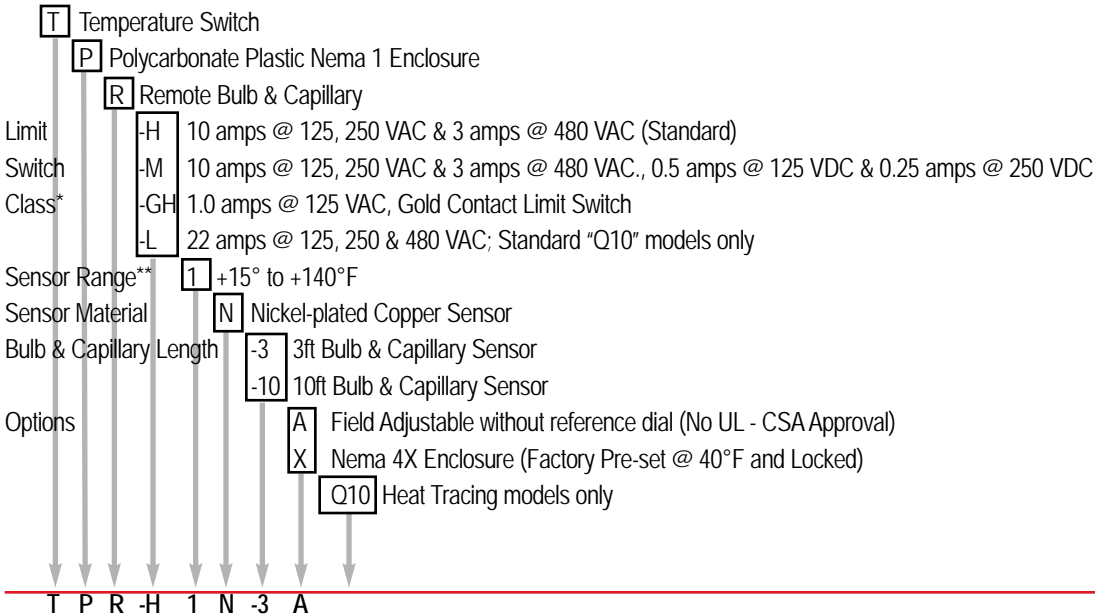 T Temperature Switch
P Polycarbonate Plastic Nema 1 Enclosure
R Remote Bulb & Capillary
Limit -H 10 amps @ 125, 250 VAC & 3 amps @ 480 VAC (Standard)
Switch -M 10 amps @ 125, 250 VAC & 3 amps @ 480 VAC., 0.5 amps @ 125 VDC & 0.25 amps @ 250 VDC
Class* -GH 1.0 amps @ 125 VAC, Gold Contact Limit Switch
-L 22 amps @ 125, 250 & 480 VAC; Standard “Q10” models only
Sensor Range** 1 +15° to +140°F
Sensor Material N Nickel-plated Copper Sensor
Bulb & Capillary Length -3 3ft Bulb & Capillary Sensor
-10 10ft Bulb & Capillary Sensor
Options A Field Adjustable without reference dial (No UL - CSA Approval)
X Nema 4X Enclosure (Factory Pre-set @ 40°F and Locked)
Q10 Heat Tracing models only
T P R -H 1 N -3 A